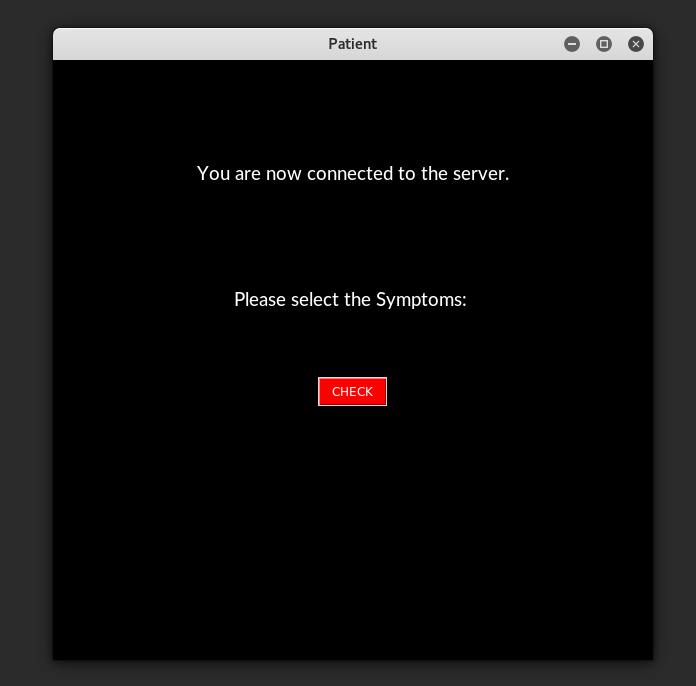 Patient
You are now connected to the server.
Please select the Symptoms:
CHECK